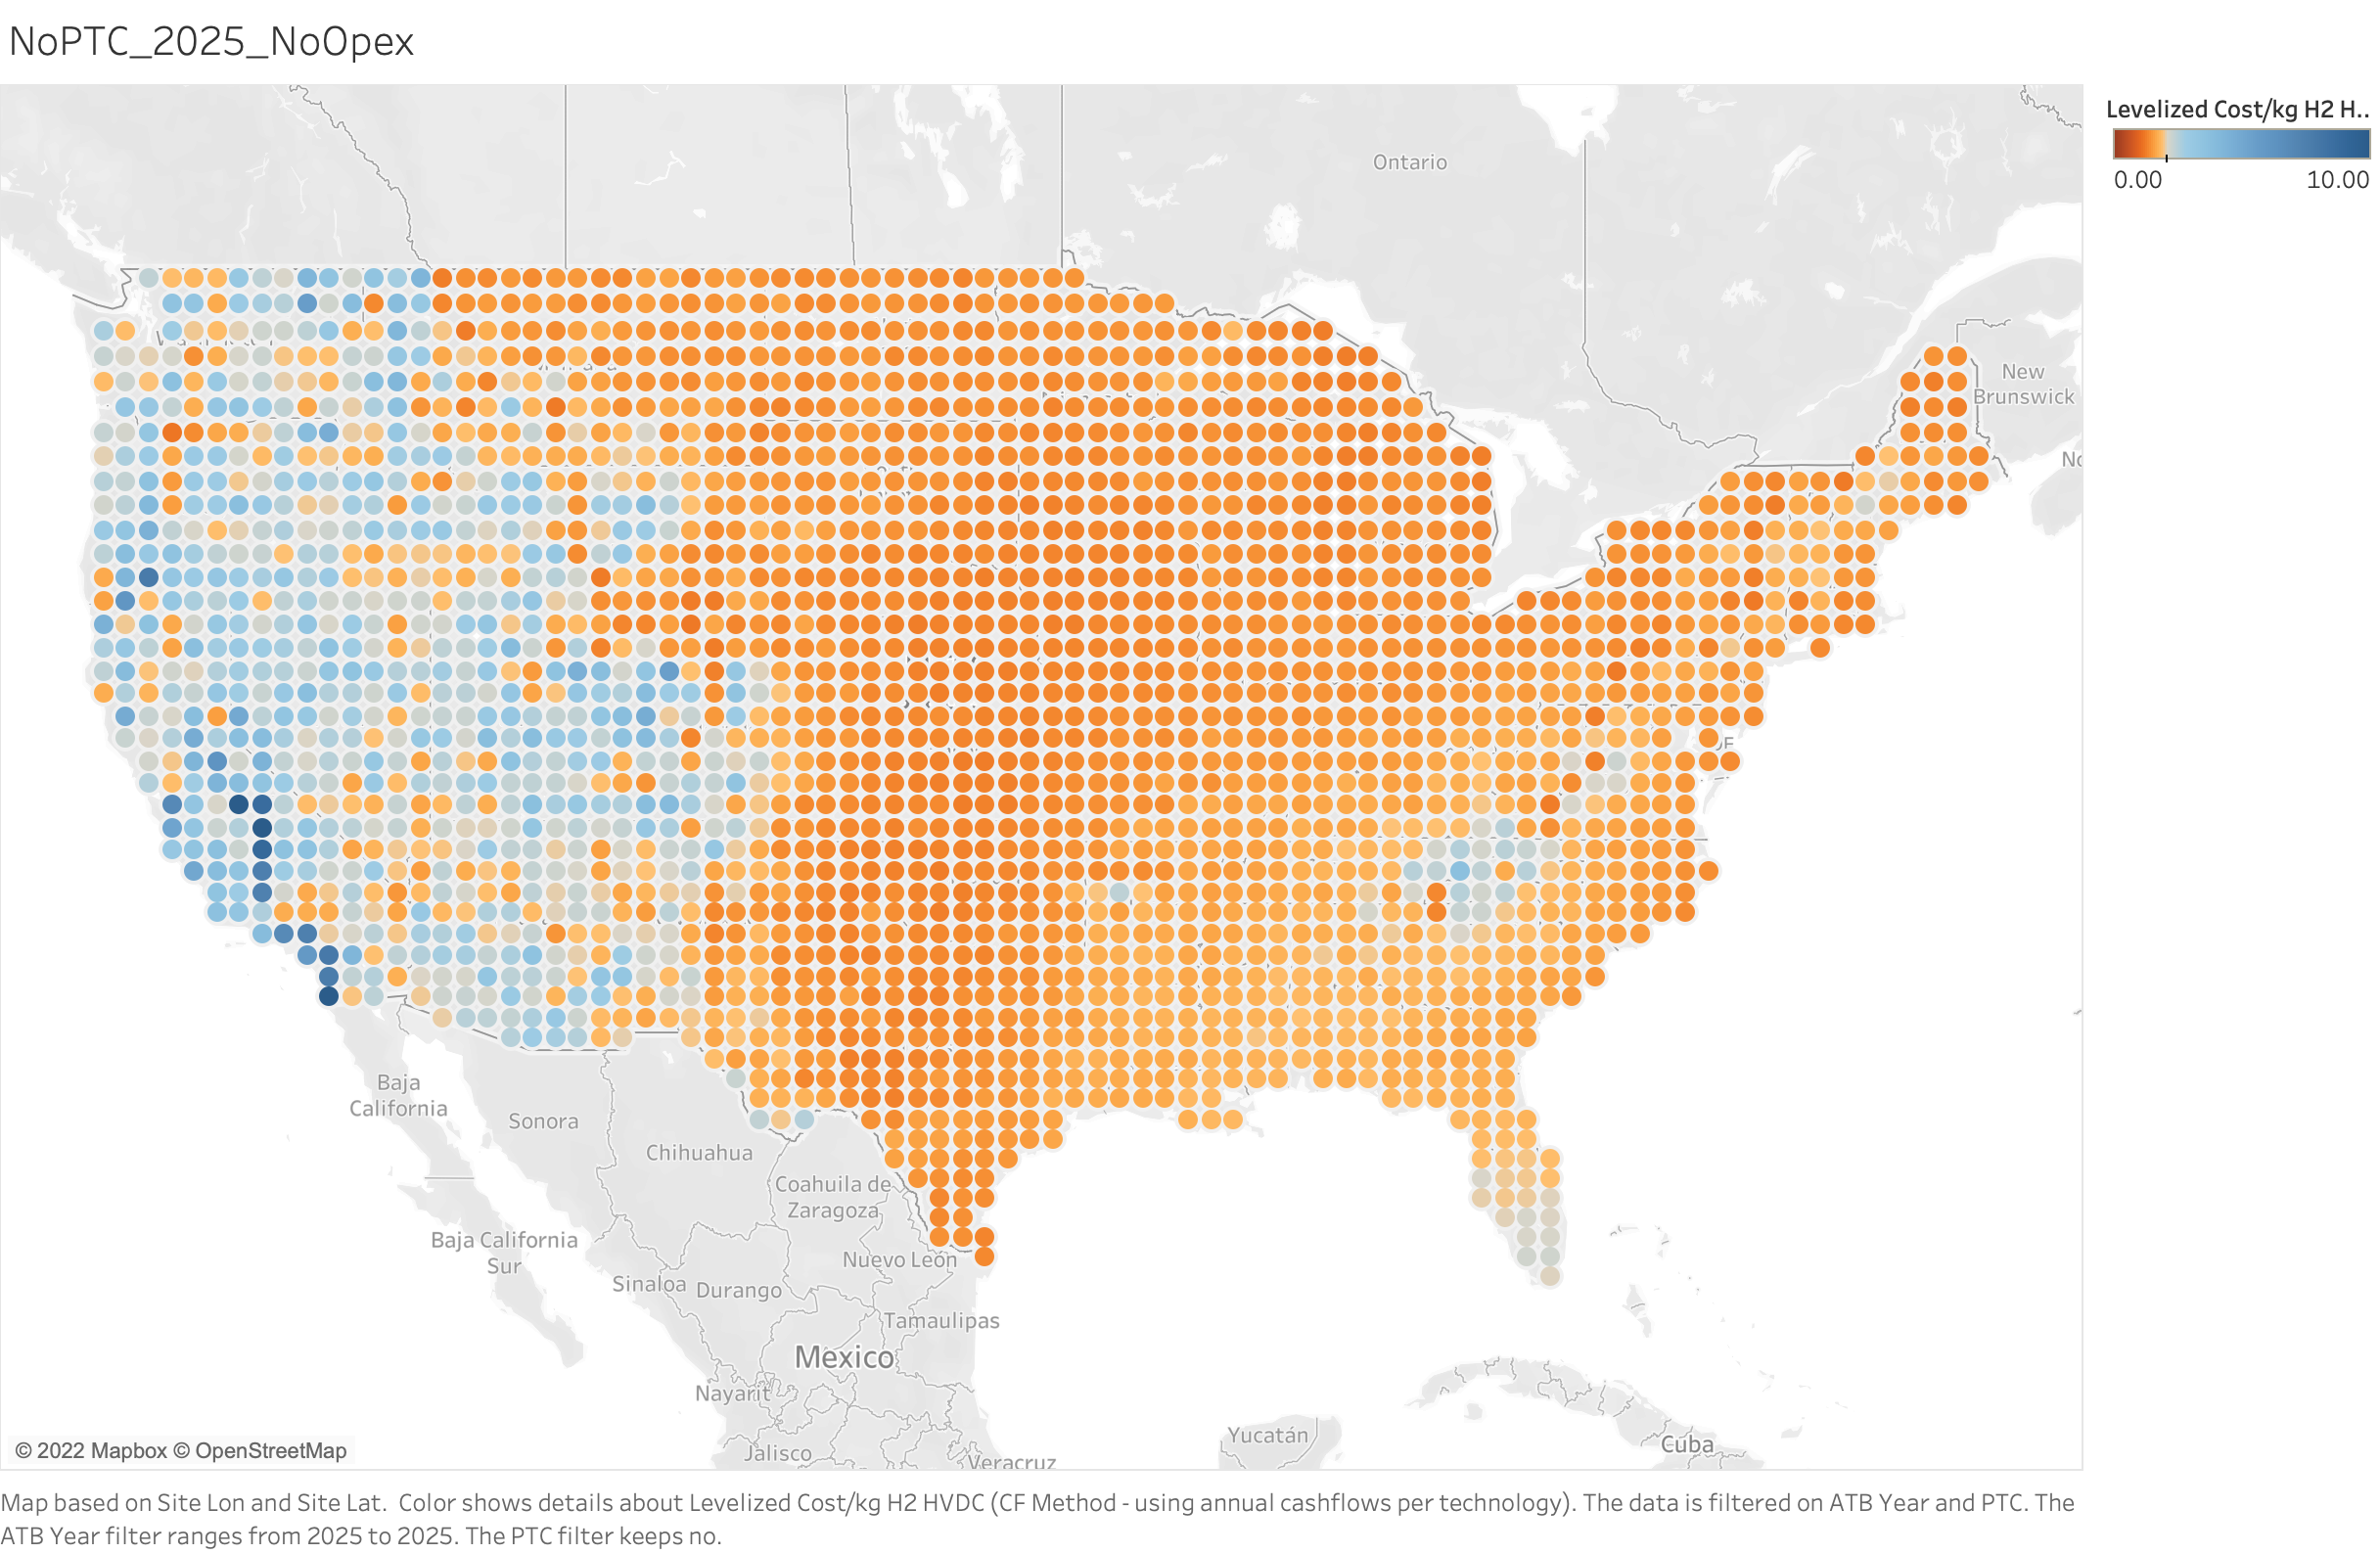 NoPTC_2025_NoOpex
Levelized Cost/kg H2 H..
0.00
10.00
Ontario
New
Brunswick
Baja
California
Sonora
Chihuahua
Coahuila de
Zaragoza
Baja California
Sur
Nuevo León
Sinaloa
Durango
Tamaulipas
Mexico
Nayarit
Jalisco
Veracruz
Yucatán
Cuba
© 2022 Mapbox © OpenStreetMap
Map based on Site Lon and Site Lat. Color shows details about Levelized Cost/kg H2 HVDC (CF Method - using annual cashflows per technology). The data is filtered on ATB Year and PTC. The
ATB Year filter ranges from 2025 to 2025. The PTC filter keeps no.